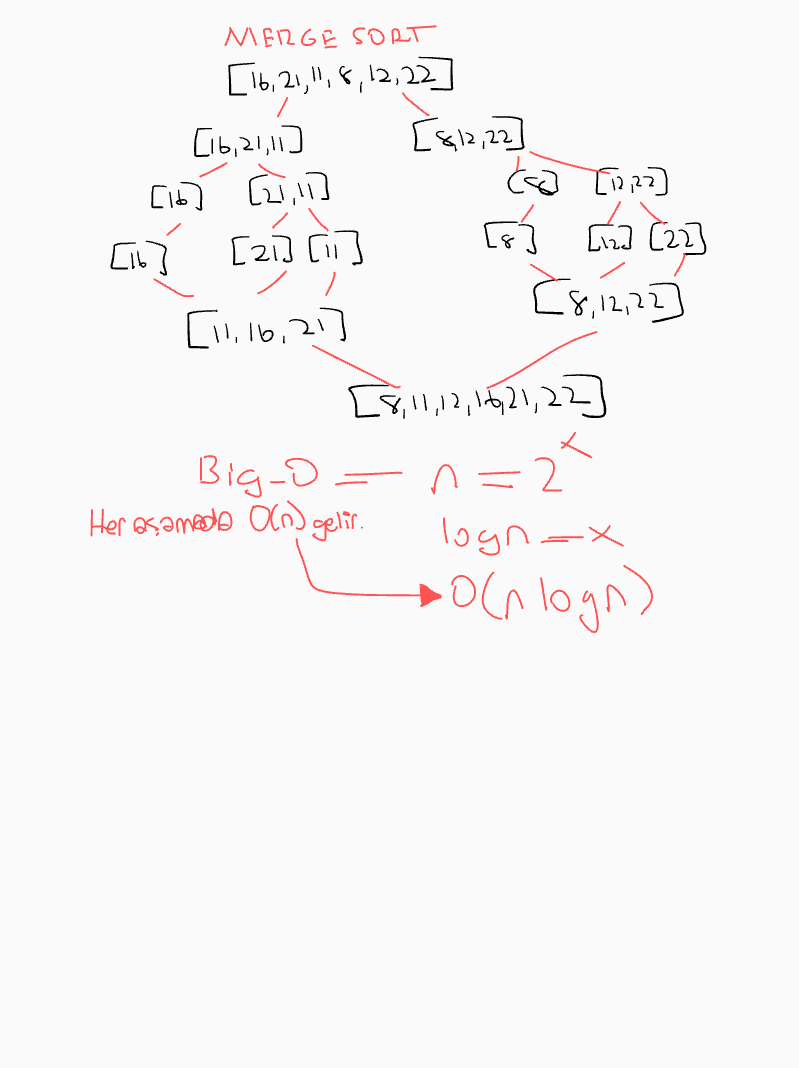 MERGE SORT
[16,21,11,8,12,22]
[16,21,11] [8,12,22]
[16] [21,11] [8] [12,22]
[16] [21] [11] [8] [12] [22]
[11,16,21] [8,12,22]
[8,11,12,16,21,22]
Big-O = n = 2^x
Her aşamada O(n) gelir. logn = x
O(n logn)